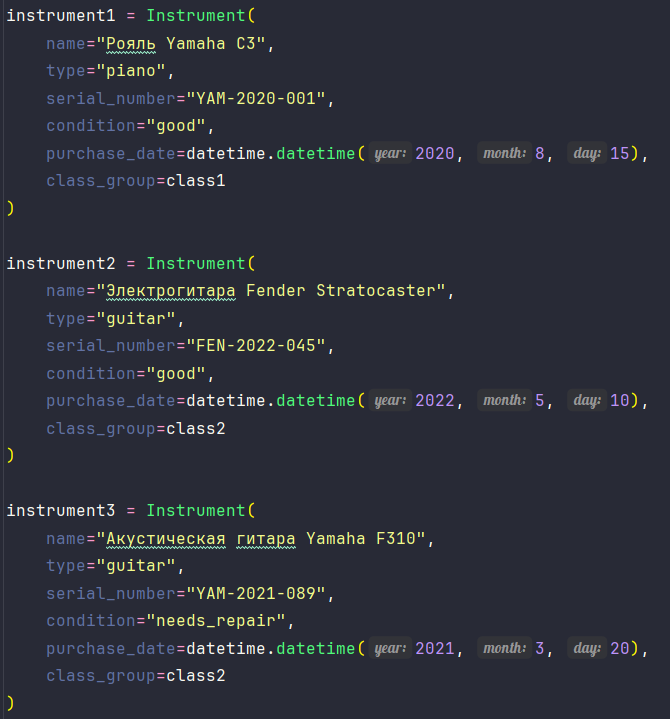 instrument1 = Instrument(
    name="Рояль Yamaha C3",
    type="piano",
    serial_number="YAM-2020-001",
    condition="good",
    purchase_date=datetime.datetime( year: 2020, month: 8, day: 15),
    class_group=class1
)

instrument2 = Instrument(
    name="Электрогитара Fender Stratocaster",
    type="guitar",
    serial_number="FEN-2022-045",
    condition="good",
    purchase_date=datetime.datetime( year: 2022, month: 5, day: 10),
    class_group=class2
)

instrument3 = Instrument(
    name="Акустическая гитара Yamaha F310",
    type="guitar",
    serial_number="YAM-2021-089",
    condition="needs_repair",
    purchase_date=datetime.datetime( year: 2021, month: 3, day: 20),
    class_group=class2
)